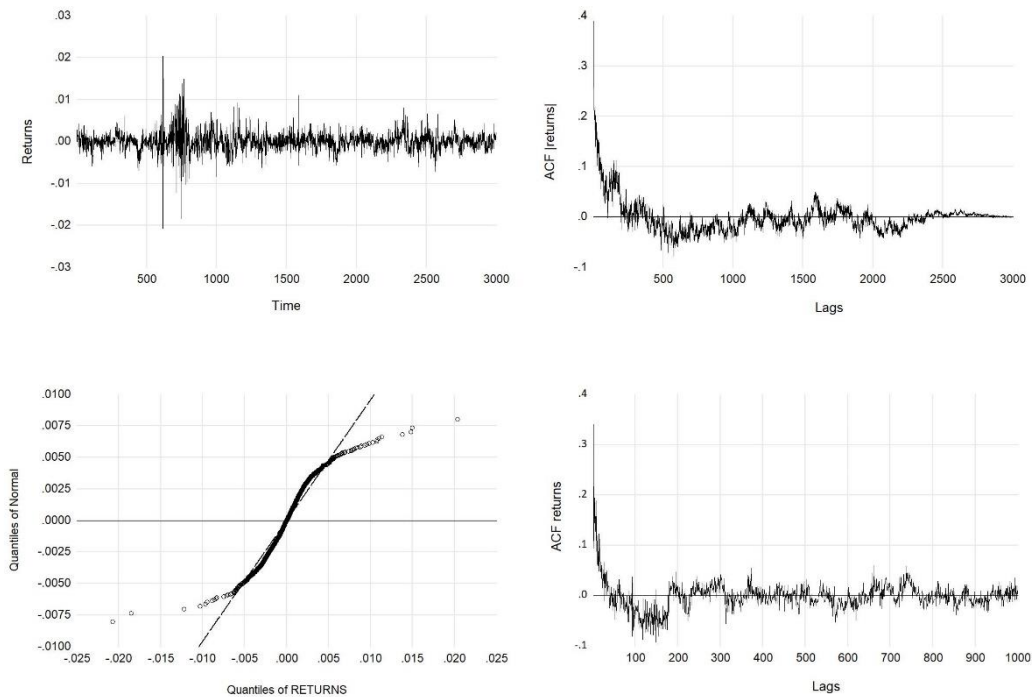 .03
.02
.01
.00
-.01
-.02
-.03
Returns
500 1000 1500 2000 2500 3000
Time
.4
.3
.2
.1
.0
-.1
ACF |returns|
500 1000 1500 2000 2500 3000
Lags
.0100
.0075
.0050
.0025
.0000
-.0025
-.0050
-.0075
-.0100
Quantiles of Normal
-.025 -.020 -.015 -.010 -.005 .000 .005 .010 .015 .020 .025
Quantiles of RETURNS
.4
.3
.2
.1
.0
-.1
ACF returns
100 200 300 400 500 600 700 800 900 1000
Lags